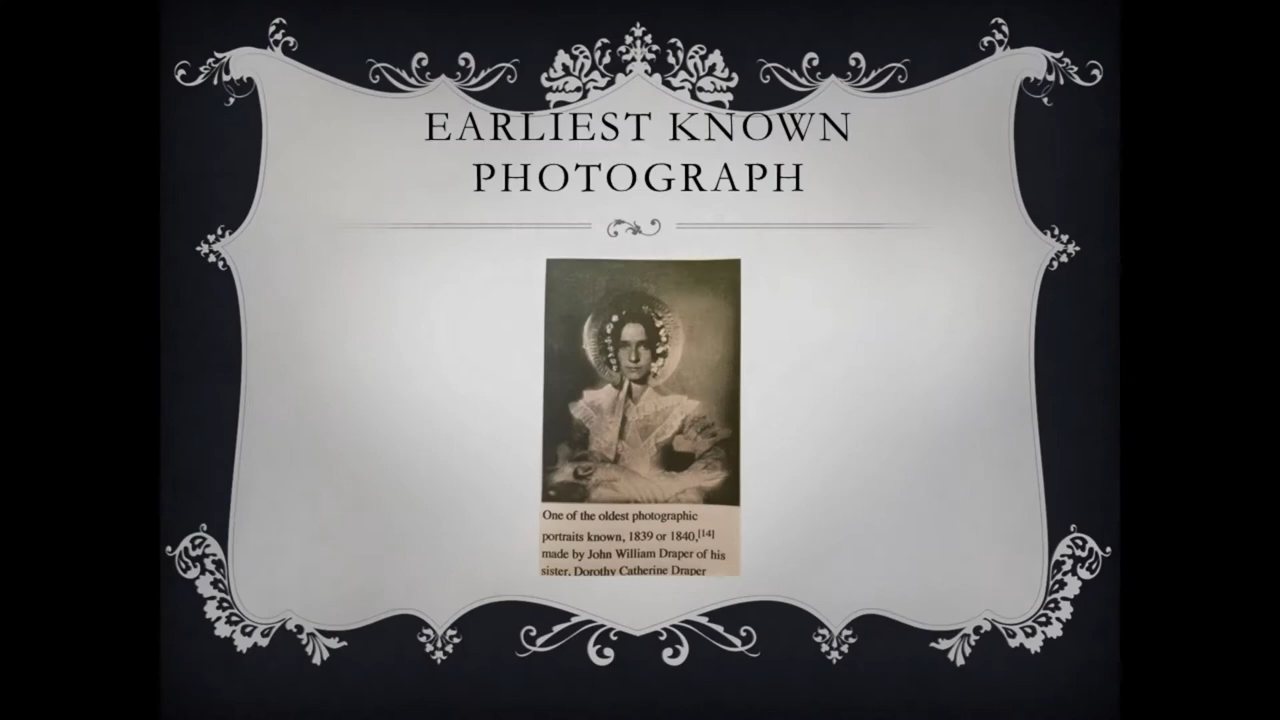 EARLIEST KNOWN
PHOTOGRAPH
One of the oldest photographic
portraits known, 1839 or 1840,[14]
made by John William Draper of his
sister, Dorothy Catherine Draper